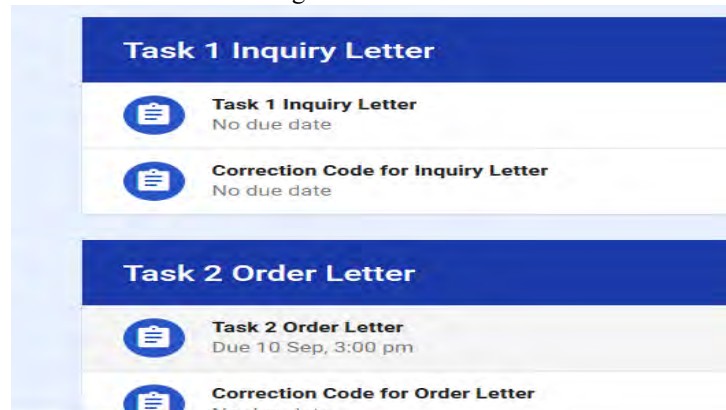 Task 1 Inquiry Letter
Task 1 Inquiry Letter
No due date
Correction Code for Inquiry Letter
No due date
Task 2 Order Letter
Task 2 Order Letter
Due 10 Sep, 3:00 pm
Correction Code for Order Letter